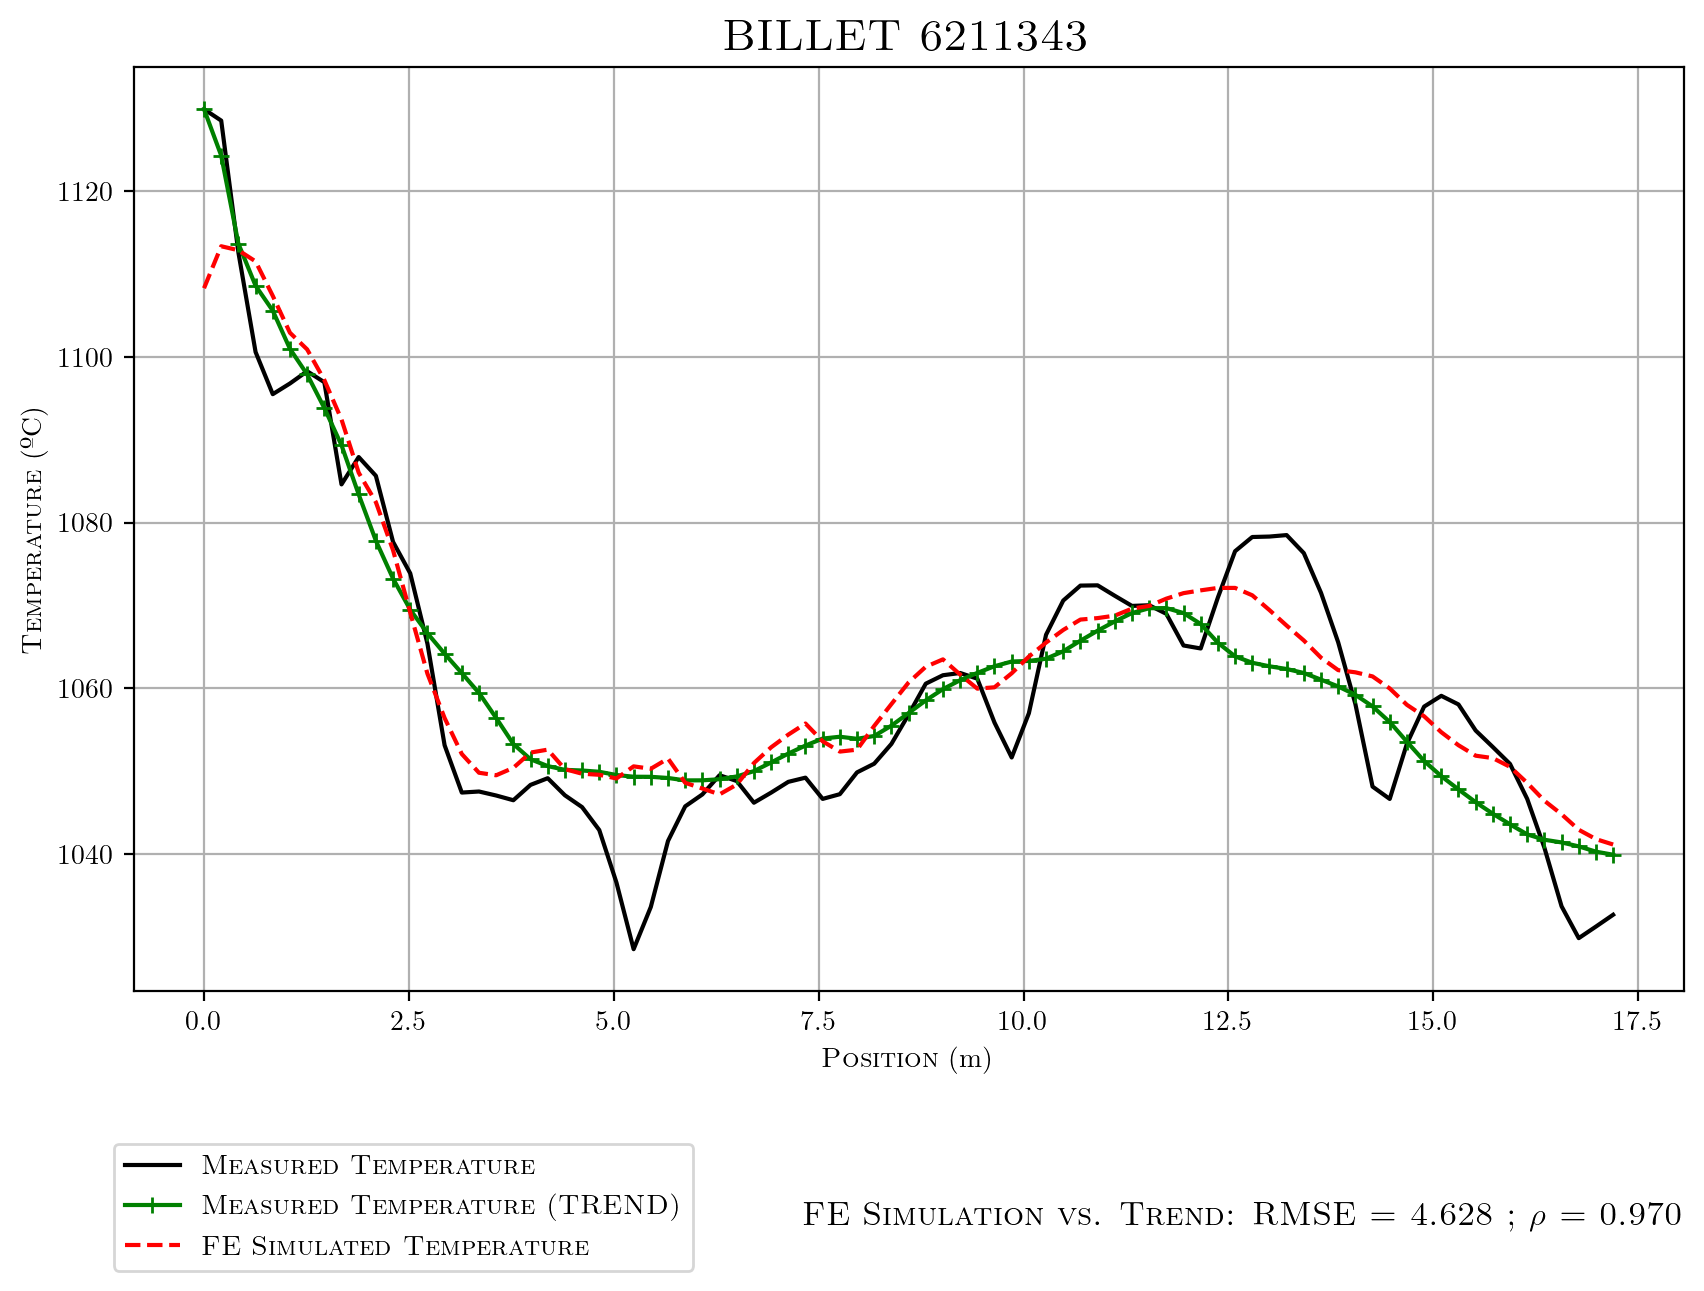 BILLET 6211343
Temperature (ºC)
1120
1100
1080
1060
1040
0.0 2.5 5.0 7.5 10.0 12.5 15.0 17.5
Position (m)
Measured Temperature
Measured Temperature (TREND)
FE Simulated Temperature
FE Simulation vs. Trend: RMSE = 4.628 ; ρ = 0.970